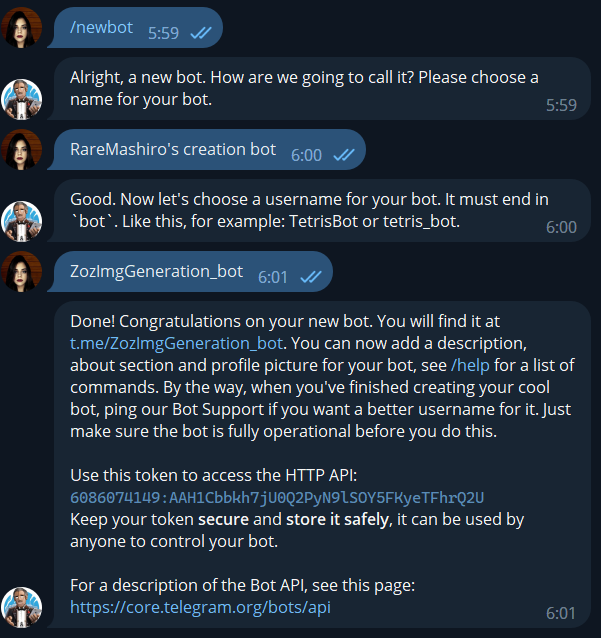 /newbot 5:59
Alright, a new bot. How are we going to call it? Please choose a
name for your bot. 5:59
RareMashiro's creation bot 6:00
Good. Now let's choose a username for your bot. It must end in
`bot`. Like this, for example: TetrisBot or tetris_bot. 6:00
ZozImgGeneration_bot 6:01
Done! Congratulations on your new bot. You will find it at
t.me/ZozImgGeneration_bot. You can now add a description,
about section and profile picture for your bot, see /help for a list of
commands. By the way, when you've finished creating your cool
bot, ping our Bot Support if you want a better username for it. Just
make sure the bot is fully operational before you do this.
Use this token to access the HTTP API:
6086074149:AAH1Cbbkh7jU0Q2PyN9lSOY5FKyeTFhrQ2U
Keep your token secure and store it safely, it can be used by
anyone to control your bot.
For a description of the Bot API, see this page:
https://core.telegram.org/bots/api 6:01